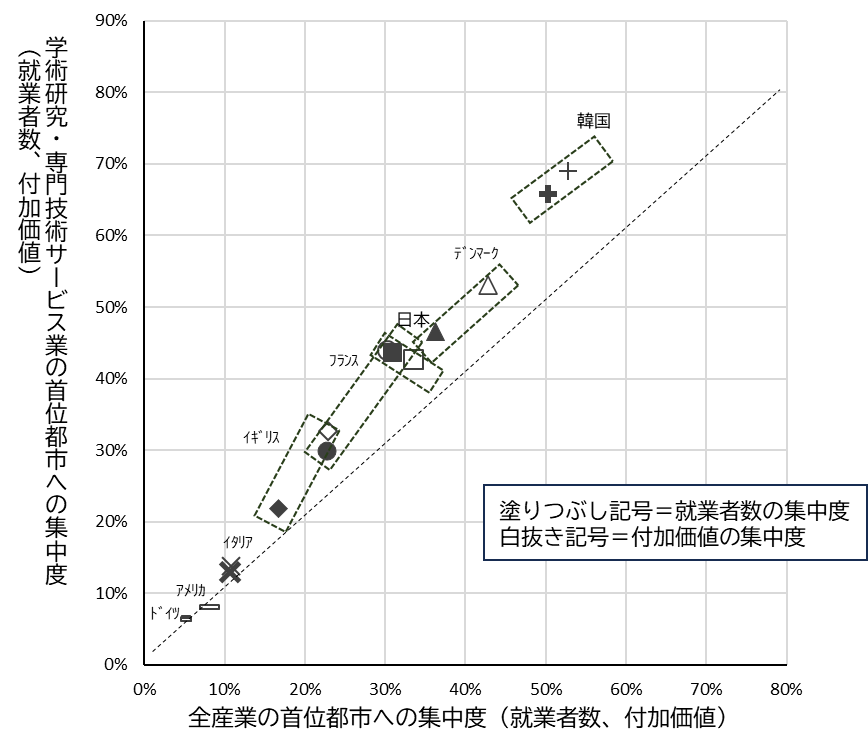 90%
80%
70%
60%
50%
40%
30%
20%
10%
0%
学術研究・専門技術サービス業の首位都市への集中度
（就業者数、付加価値）
韓国
ﾃﾞﾝﾏｰｸ
日本
ﾌﾗﾝｽ
ｲｷﾞﾘｽ
塗りつぶし記号＝就業者数の集中度
白抜き記号＝付加価値の集中度
ｲﾀﾘｱ
ｱﾒﾘｶ
ﾄﾞｲﾂ
0% 10% 20% 30% 40% 50% 60% 70% 80%
全産業の首位都市への集中度（就業者数、付加価値）